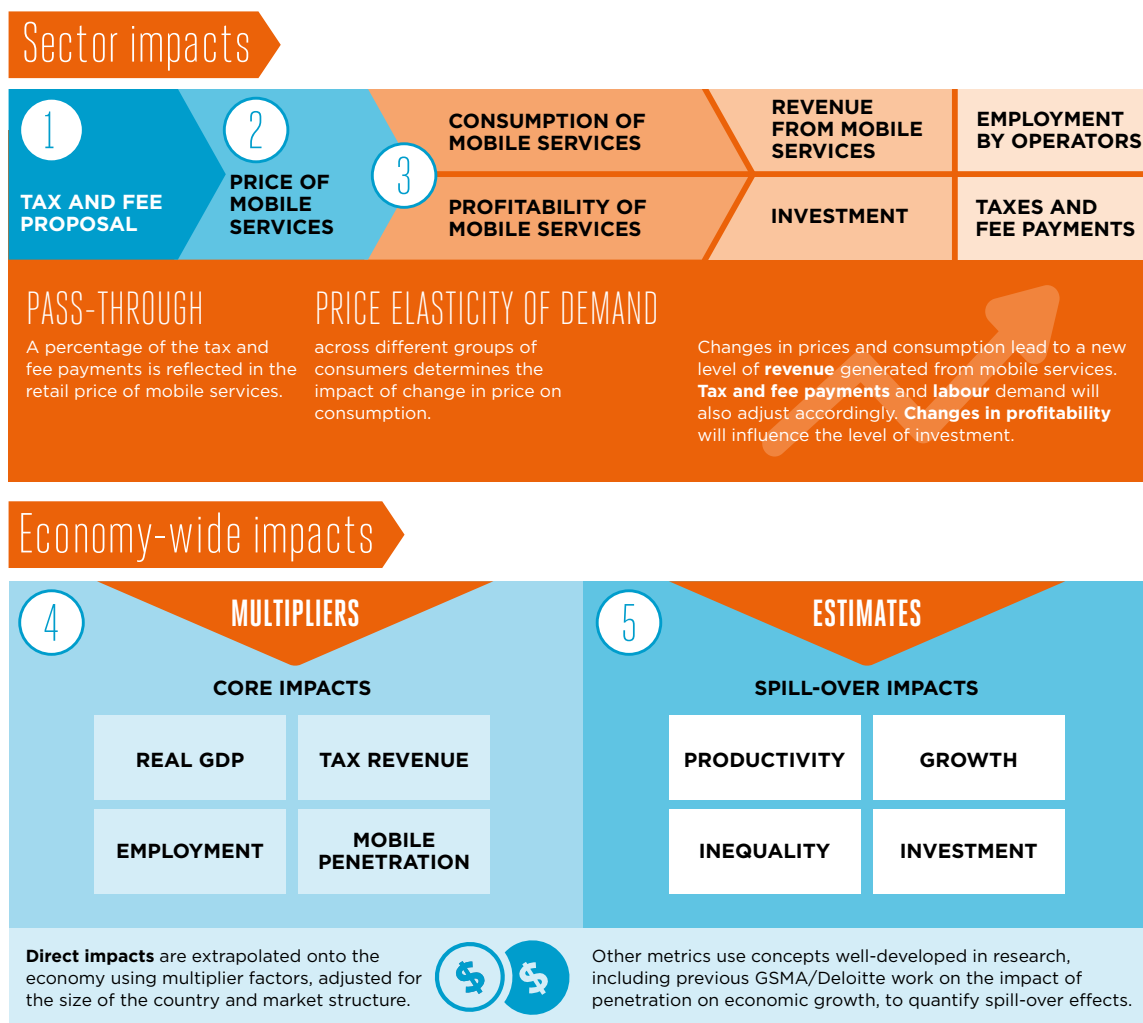 Sector impacts
1
TAX AND FEE
PROPOSAL
2
PRICE OF
MOBILE
SERVICES
3
CONSUMPTION OF
MOBILE SERVICES
PROFITABILITY OF
MOBILE SERVICES
REVENUE
FROM MOBILE
SERVICES
INVESTMENT
EMPLOYMENT
BY OPERATORS
TAXES AND
FEE PAYMENTS
PASS-THROUGH
A percentage of the tax and
fee payments is reflected in the
retail price of mobile services.
PRICE ELASTICITY OF DEMAND
across different groups of
consumers determines the
impact of change in price on
consumption.
Changes in prices and consumption lead to a new
level of revenue generated from mobile services.
Tax and fee payments and labour demand will
also adjust accordingly. Changes in profitability
will influence the level of investment.
Economy-wide impacts
4
MULTIPLIERS
CORE IMPACTS
REAL GDP
TAX REVENUE
EMPLOYMENT
MOBILE
PENETRATION
Direct impacts are extrapolated onto the
economy using multiplier factors, adjusted for
the size of the country and market structure.
$ $
5
ESTIMATES
SPILL-OVER IMPACTS
PRODUCTIVITY
GROWTH
INEQUALITY
INVESTMENT
Other metrics use concepts well-developed in research,
including previous GSMA/Deloitte work on the impact of
penetration on economic growth, to quantify spill-over effects.